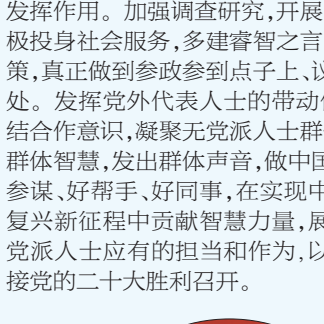 发挥作用。加强调查研究,开展
极投身社会服务,多建睿智之言
策,真正做到参政参到点子上、议
处。发挥党外代表人士的带动作
结合作意识,凝聚无党派人士群
群体智慧,发出群体声音,做中国
参谋、好帮手、好同事,在实现中
复兴新征程中贡献智慧力量,展
党派人士应有的担当和作为,以
接党的二十大胜利召开。